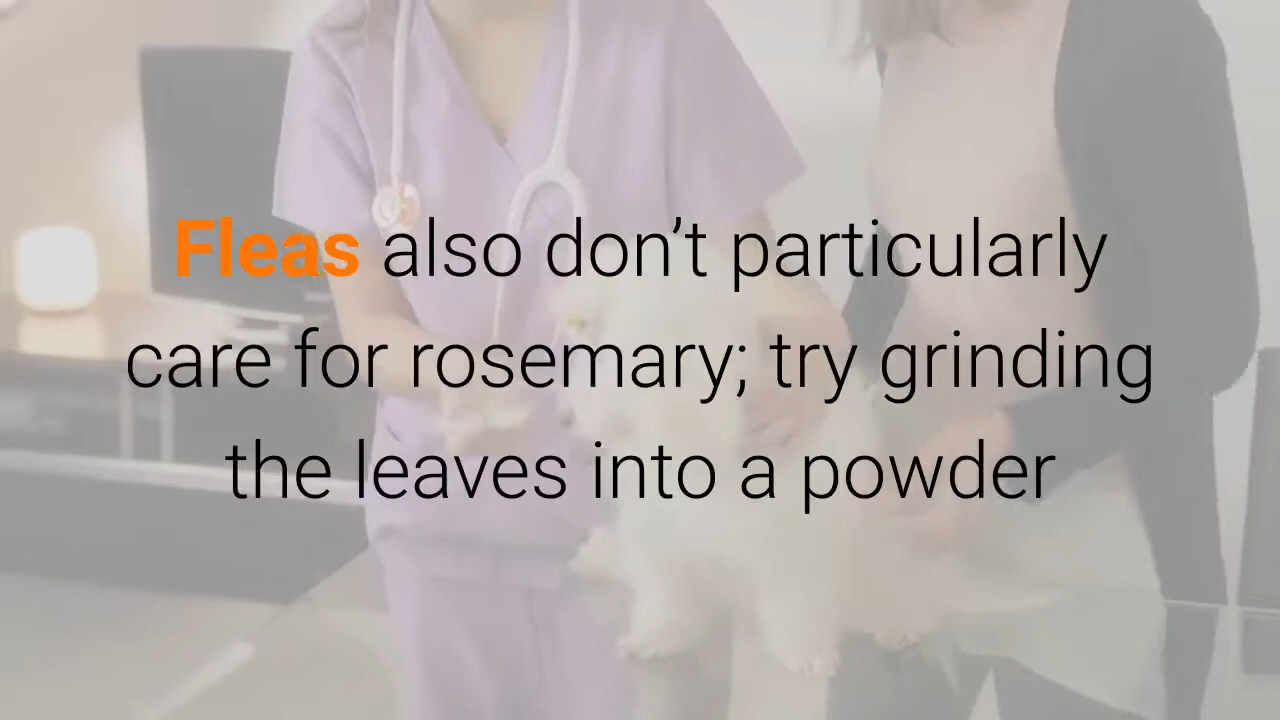 Fleas also don’t particularly
care for rosemary; try grinding
the leaves into a powder